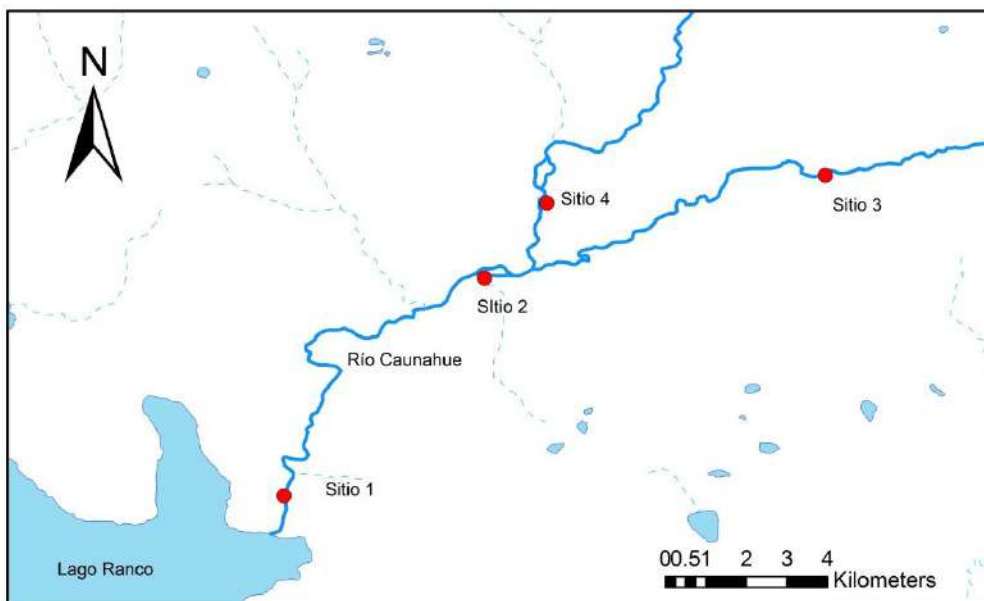 N
Sitio 4
Sitio 3
SItio 2
Río Caunahue
Sitio 1
Lago Ranco
00.51 2 3 4
Kilometers